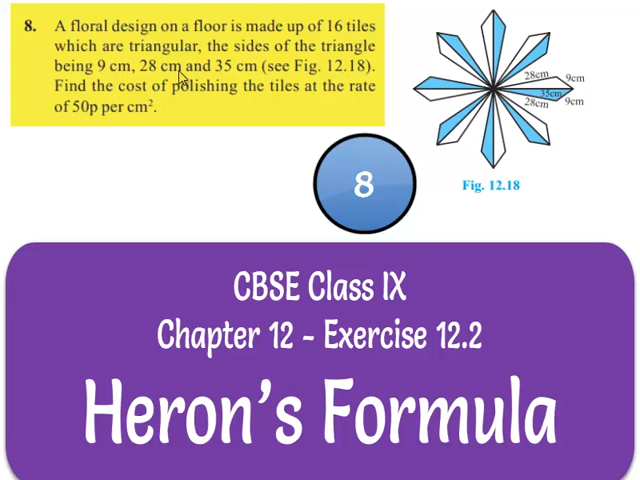 8. A floral design on a floor is made up of 16 tiles
which are triangular, the sides of the triangle
being 9 cm, 28 cm and 35 cm (see Fig. 12.18).
Find the cost of polishing the tiles at the rate
of 50p per cm².
28cm
9cm
35cm
28cm
9cm
Fig. 12.18
8
CBSE Class IX
Chapter 12 - Exercise 12.2
Heron's Formula